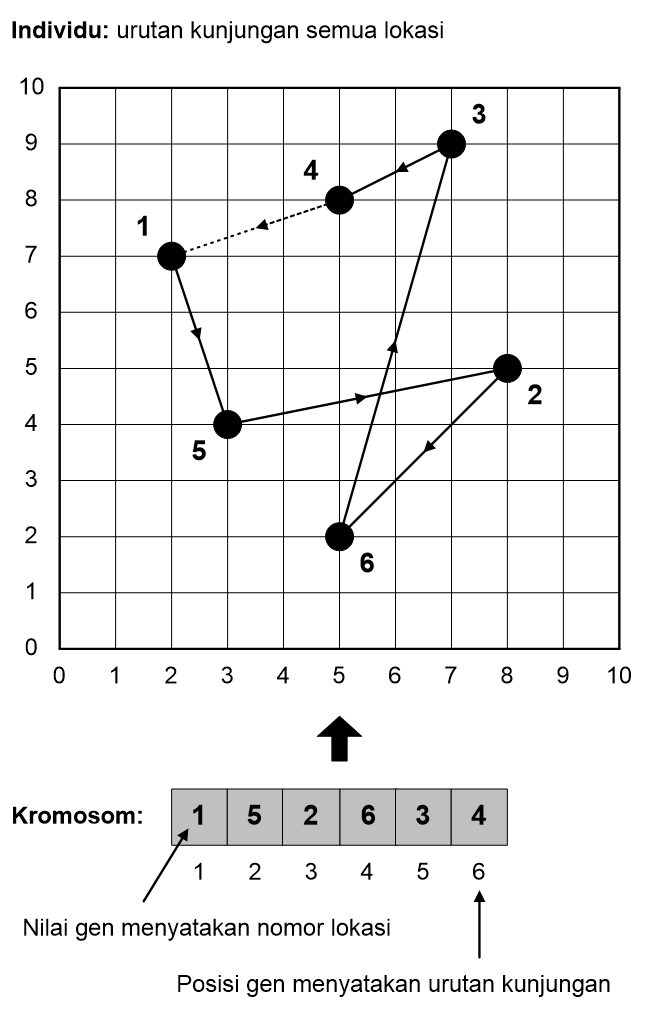 Individu: urutan kunjungan semua lokasi
10
9
8
7
6
5
4
3
2
1
0
3
4
1
2
5
6
0 1 2 3 4 5 6 7 8 9 10
Kromosom: 1 5 2 6 3 4
1 2 3 4 5 6
Nilai gen menyatakan nomor lokasi
Posisi gen menyatakan urutan kunjungan